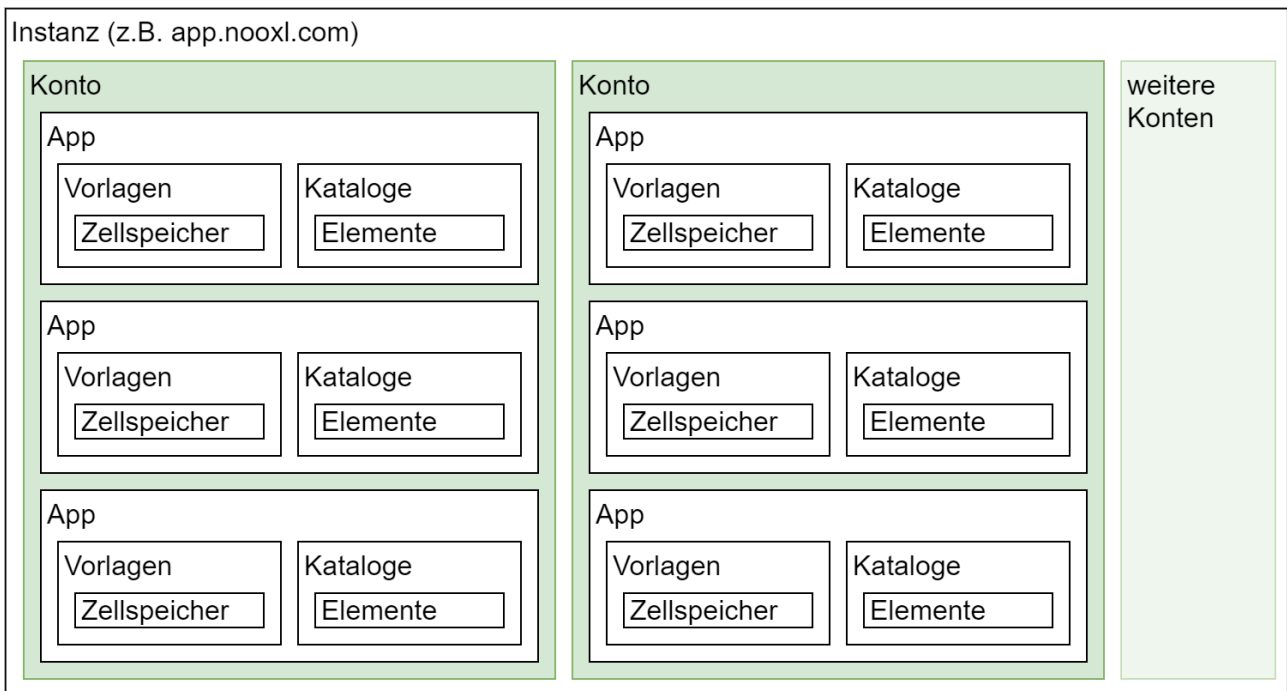 Instanz (z.B. app.nooxl.com)
Konto
App
Vorlagen
Zellspeicher
Kataloge
Elemente
App
Vorlagen
Zellspeicher
Kataloge
Elemente
App
Vorlagen
Zellspeicher
Kataloge
Elemente
Konto
App
Vorlagen
Zellspeicher
Kataloge
Elemente
App
Vorlagen
Zellspeicher
Kataloge
Elemente
App
Vorlagen
Zellspeicher
Kataloge
Elemente
weitere
Konten